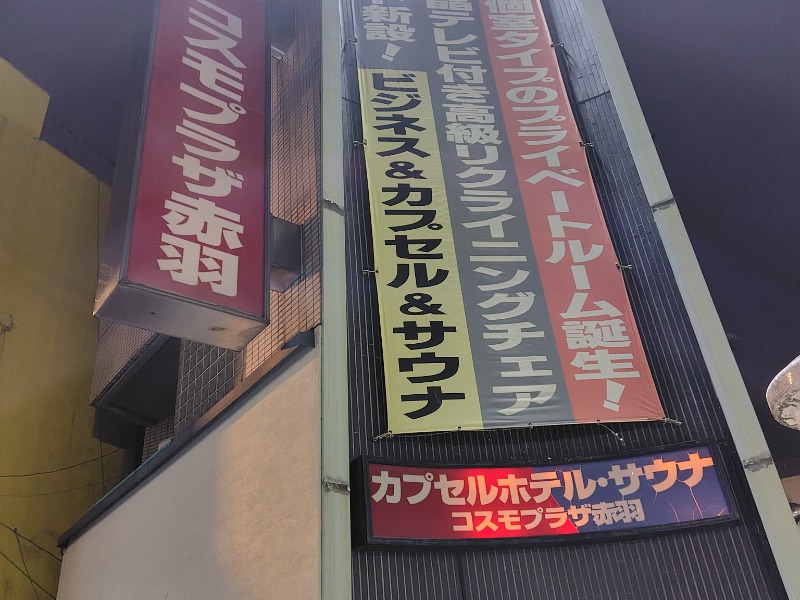 コスモプラザ赤羽
個室タイプのプライベートルーム誕生!
テレビ付き高級リクライニングチェア
新設!
ビジネス&カプセル&サウナ
カプセルホテル・サウナ
コスモプラザ赤羽